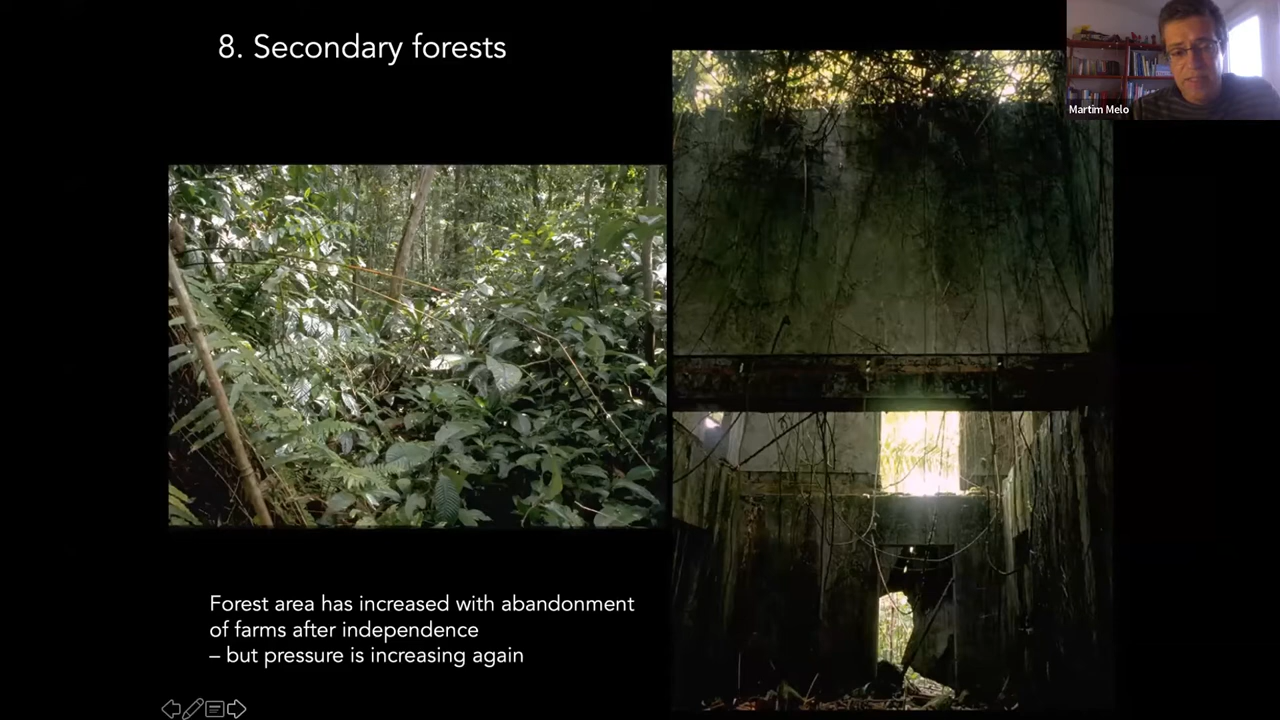 8. Secondary forests
Martim Melo
Forest area has increased with abandonment
of farms after independence
– but pressure is increasing again